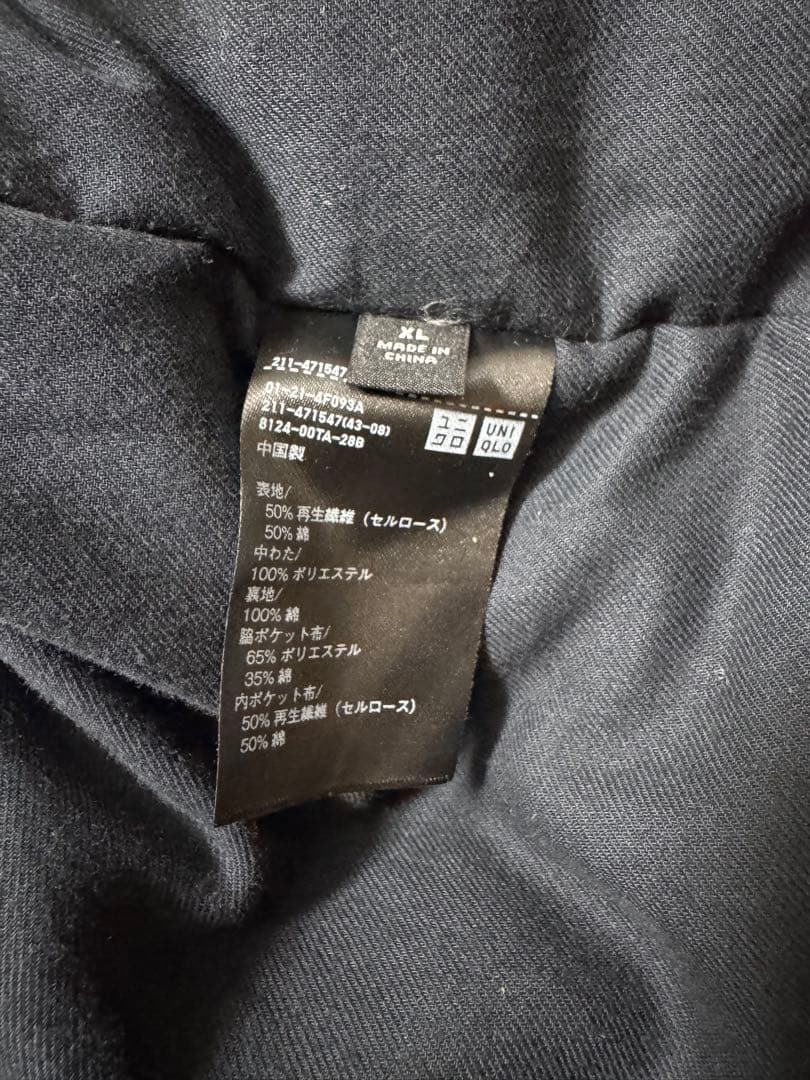 XL
MADE IN
CHINA
211-471547
01-21-4F093A
211-471547(43-08)
8124-00TA-28B
ユニ
クロ
UNI
QLO
中国製
表地/
50% 再生繊維 (セルロース)
50% 綿
中わた/
100% ポリエステル
裏地/
100% 綿
脇ポケット布/
65% ポリエステル
35% 綿
内ポケット布/
50% 再生繊維 (セルロース)
50% 綿